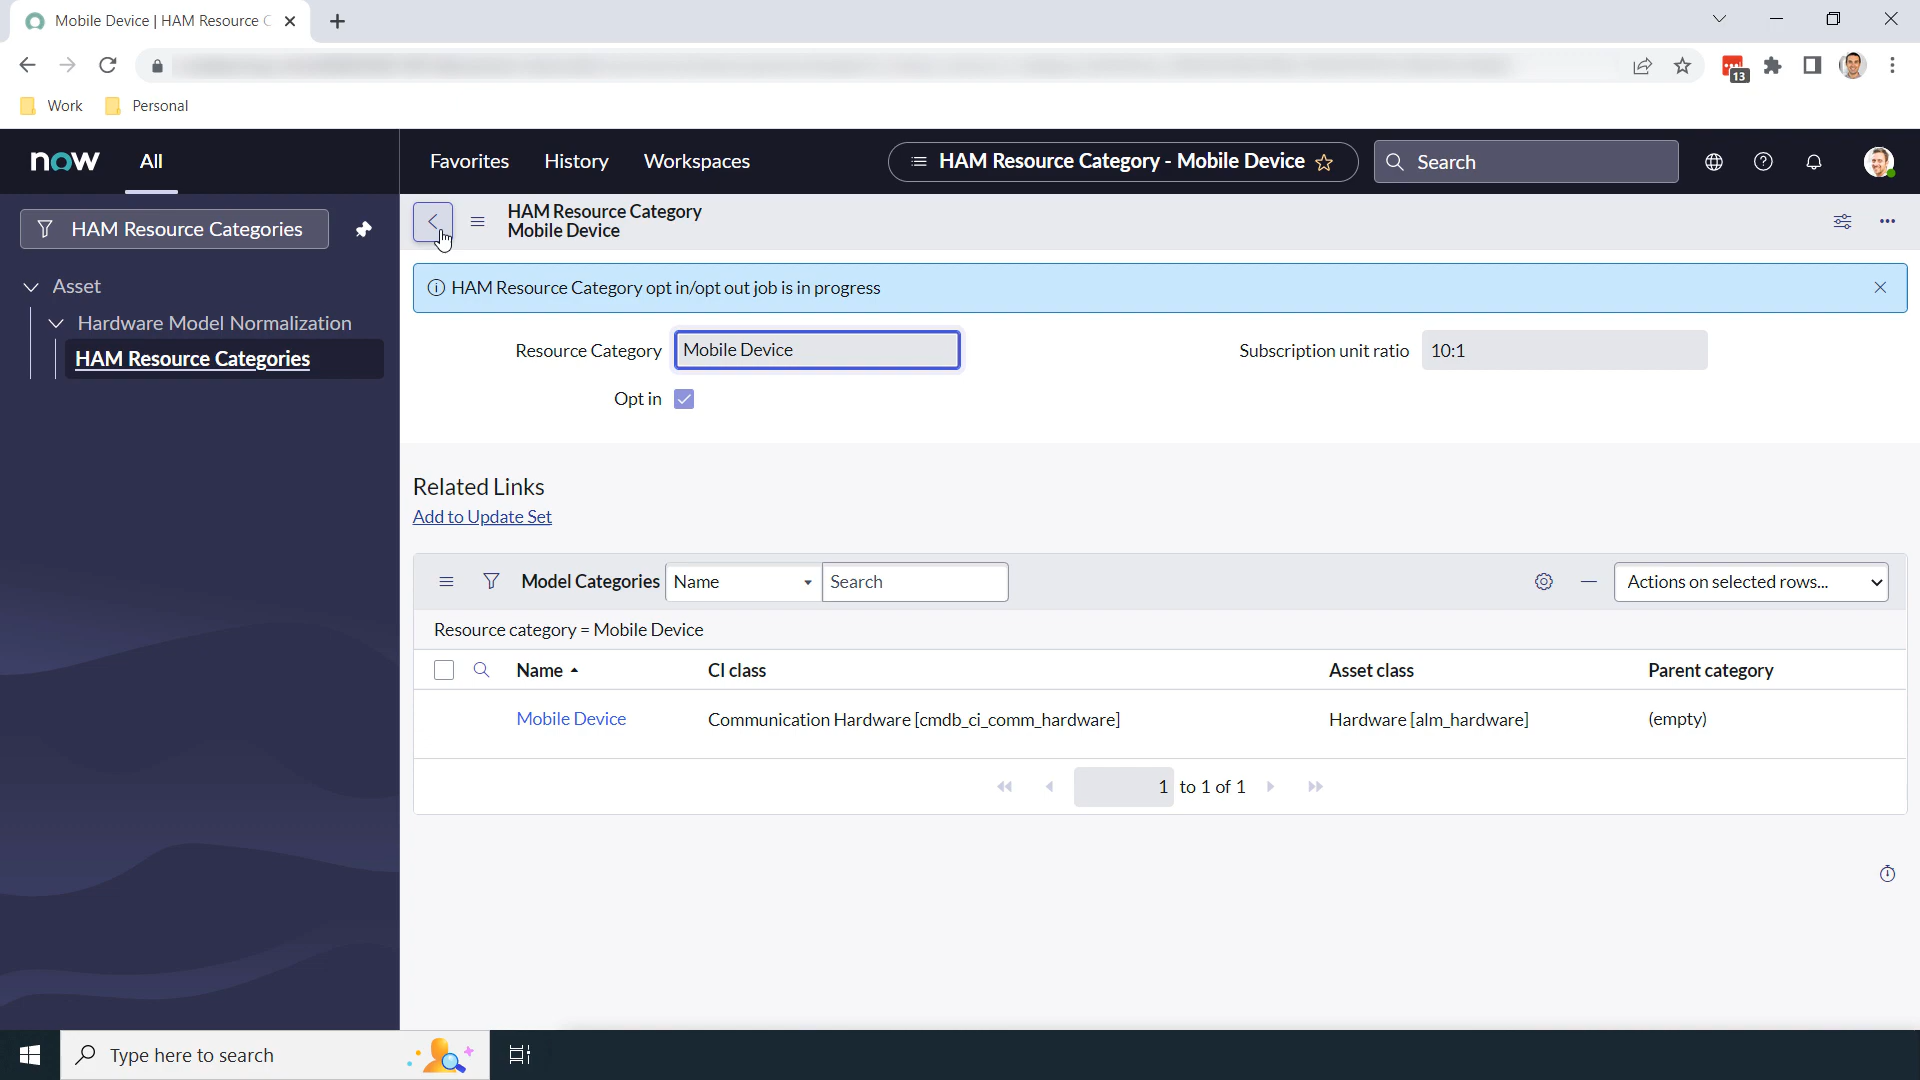 Mobile Device | HAM Resource C
13
Work
Personal
now
All
Favorites
History
Workspaces
HAM Resource Category - Mobile Device
Search
HAM Resource Categories
HAM Resource Category
Mobile Device
Asset
Hardware Model Normalization
HAM Resource Categories
HAM Resource Category opt in/opt out job is in progress
Resource Category
Mobile Device
Subscription unit ratio
10:1
Opt in
Related Links
Add to Update Set
Model Categories
Name
Search
Actions on selected rows...
Resource category = Mobile Device
Name
CI class
Asset class
Parent category
Mobile Device
Communication Hardware [cmdb_ci_comm_hardware]
Hardware [alm_hardware]
(empty)
1 to 1 of 1
Type here to search